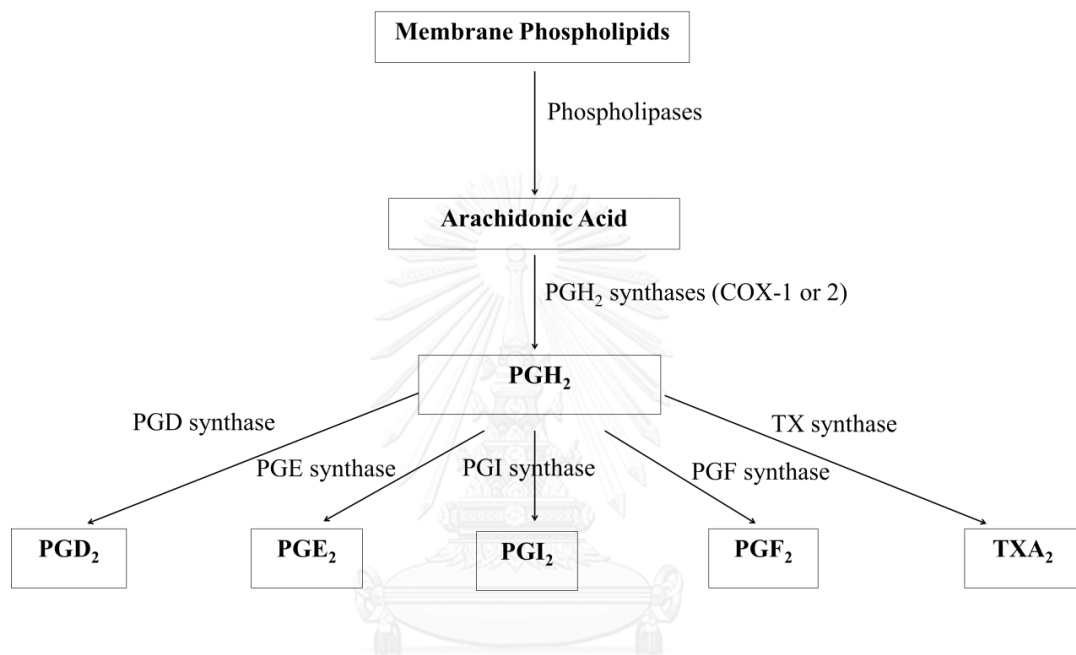 Membrane Phospholipids
Phospholipases
Arachidonic Acid
PGH₂ synthases (COX-1 or 2)
PGH₂
PGD synthase
TX synthase
PGE synthase
PGI synthase
PGF synthase
PGD₂
PGE₂
PGI₂
PGF₂
TXA₂